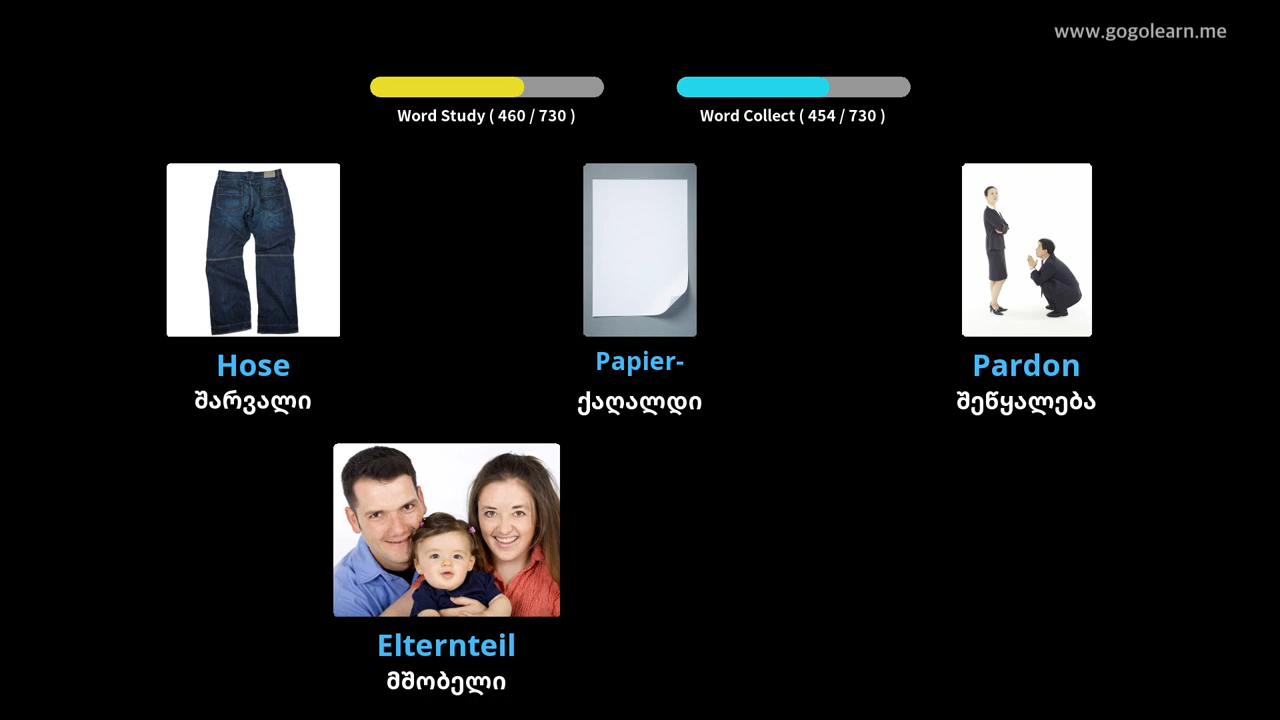 www.gogolearn.me
Word Study ( 460 / 730 )
Word Collect ( 454 / 730 )
Hose
შარვალი
Papier-
ქაღალდი
Pardon
შეწყალება
Elternteil
მშობელი